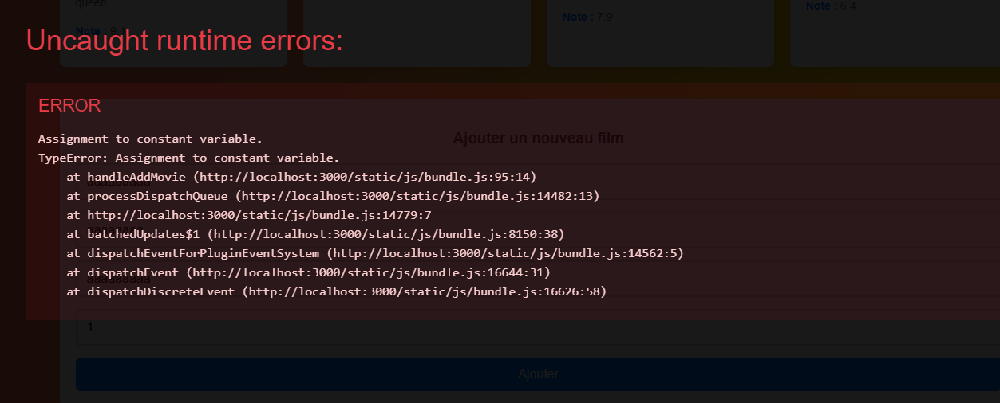 queen.
Note : 9.1
Note : 7.9
Note : 6.4
Uncaught runtime errors:
ERROR
Ajouter un nouveau film
Assignment to constant variable.
TypeError: Assignment to constant variable.
at handleAddMovie (http://localhost:3000/static/js/bundle.js:95:14)
at processDispatchQueue (http://localhost:3000/static/js/bundle.js:14482:13)
at http://localhost:3000/static/js/bundle.js:14779:7
at batchedUpdates$1 (http://localhost:3000/static/js/bundle.js:8150:38)
at dispatchEventForPluginEventSystem (http://localhost:3000/static/js/bundle.js:14562:5)
at dispatchEvent (http://localhost:3000/static/js/bundle.js:16644:31)
at dispatchDiscreteEvent (http://localhost:3000/static/js/bundle.js:16626:58)
1
Ajouter